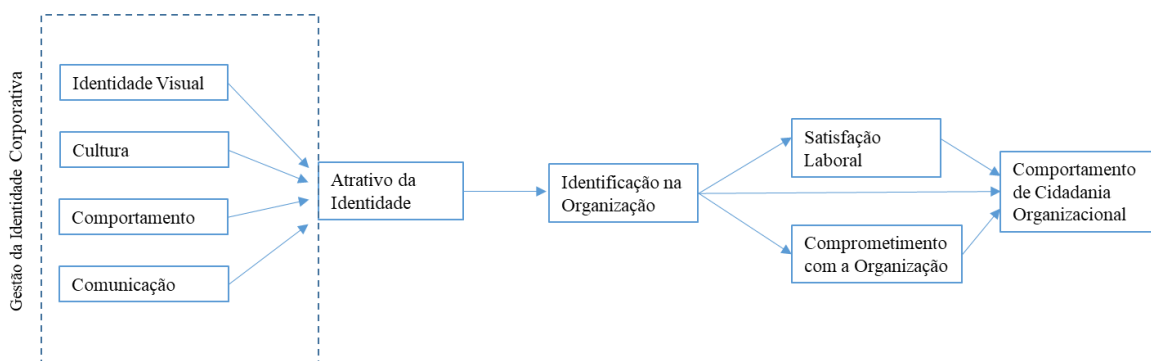 Gestão da Identidade Corporativa
Identidade Visual
Cultura
Comportamento
Comunicação
Atrativo da
Identidade
Identificação na
Organização
Satisfação
Laboral
Comprometimento
com a Organização
Comportamento
de Cidadania
Organizacional